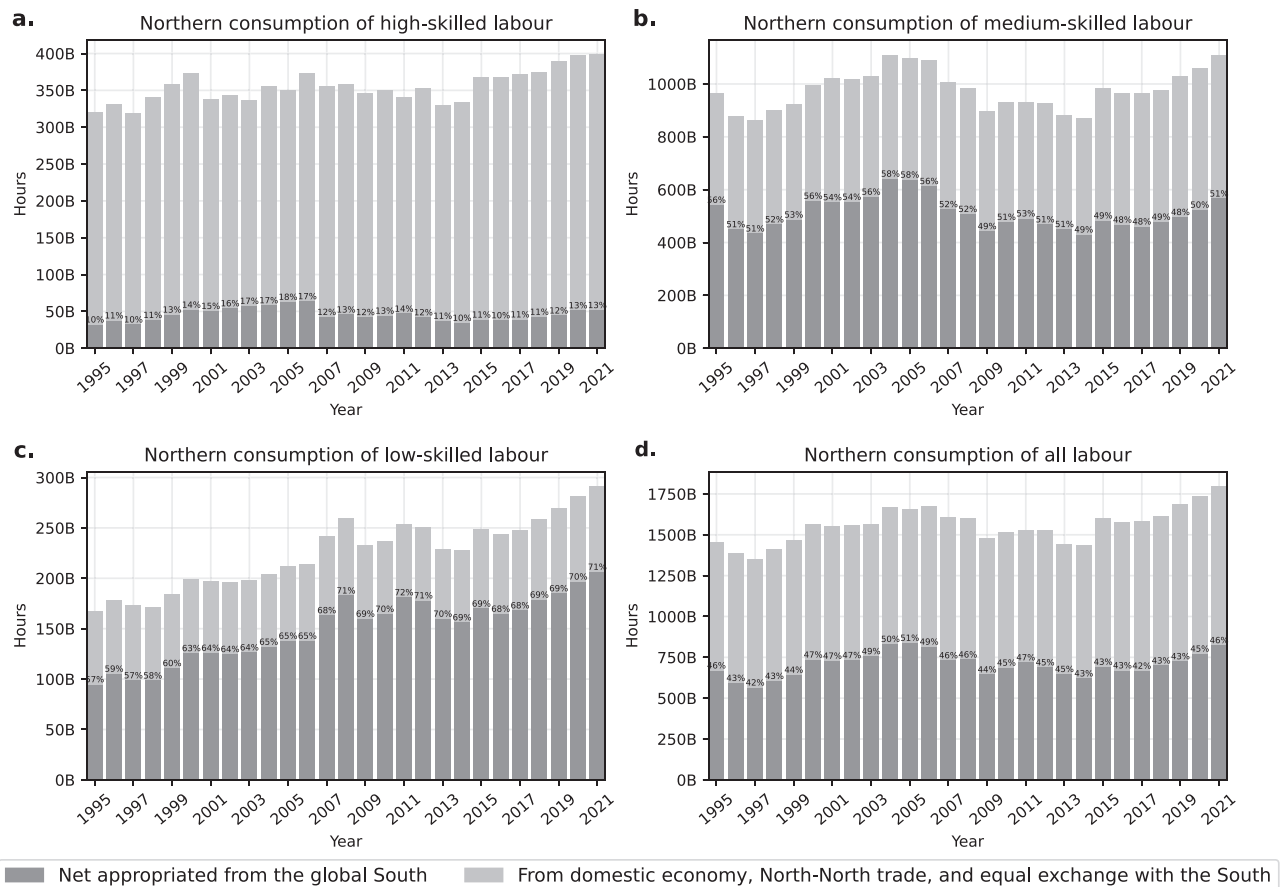 a.
Northern consumption of high-skilled labour
400B
350B
300B
250B
200B
150B
100B
50B
0B
Hours
10% 11% 10% 11% 13% 14% 15% 16% 17% 17% 18% 17% 12% 13% 12% 13% 14% 12% 11% 10% 11% 10% 11% 11% 12% 13% 13%
1995 1997 1999 2001 2003 2005 2007 2009 2011 2013 2015 2017 2019 2021
Year
b.
Northern consumption of medium-skilled labour
1000B
800B
600B
400B
200B
0B
Hours
56% 51% 51% 52% 53% 56% 54% 54% 56% 58% 58% 56% 52% 52% 49% 51% 53% 51% 51% 49% 49% 48% 48% 49% 48% 50% 51%
1995 1997 1999 2001 2003 2005 2007 2009 2011 2013 2015 2017 2019 2021
Year
c.
Northern consumption of low-skilled labour
300B
250B
200B
150B
100B
50B
0B
Hours
57% 59% 57% 58% 60% 63% 64% 64% 64% 65% 65% 65% 68% 71% 69% 70% 72% 71% 70% 69% 69% 68% 68% 69% 69% 70% 71%
1995 1997 1999 2001 2003 2005 2007 2009 2011 2013 2015 2017 2019 2021
Year
d.
Northern consumption of all labour
1750B
1500B
1250B
1000B
750B
500B
250B
0B
Hours
46% 43% 42% 43% 44% 47% 47% 47% 49% 50% 51% 49% 46% 46% 44% 45% 47% 45% 45% 43% 43% 43% 42% 43% 43% 45% 46%
1995 1997 1999 2001 2003 2005 2007 2009 2011 2013 2015 2017 2019 2021
Year
Net appropriated from the global South
From domestic economy, North-North trade, and equal exchange with the South